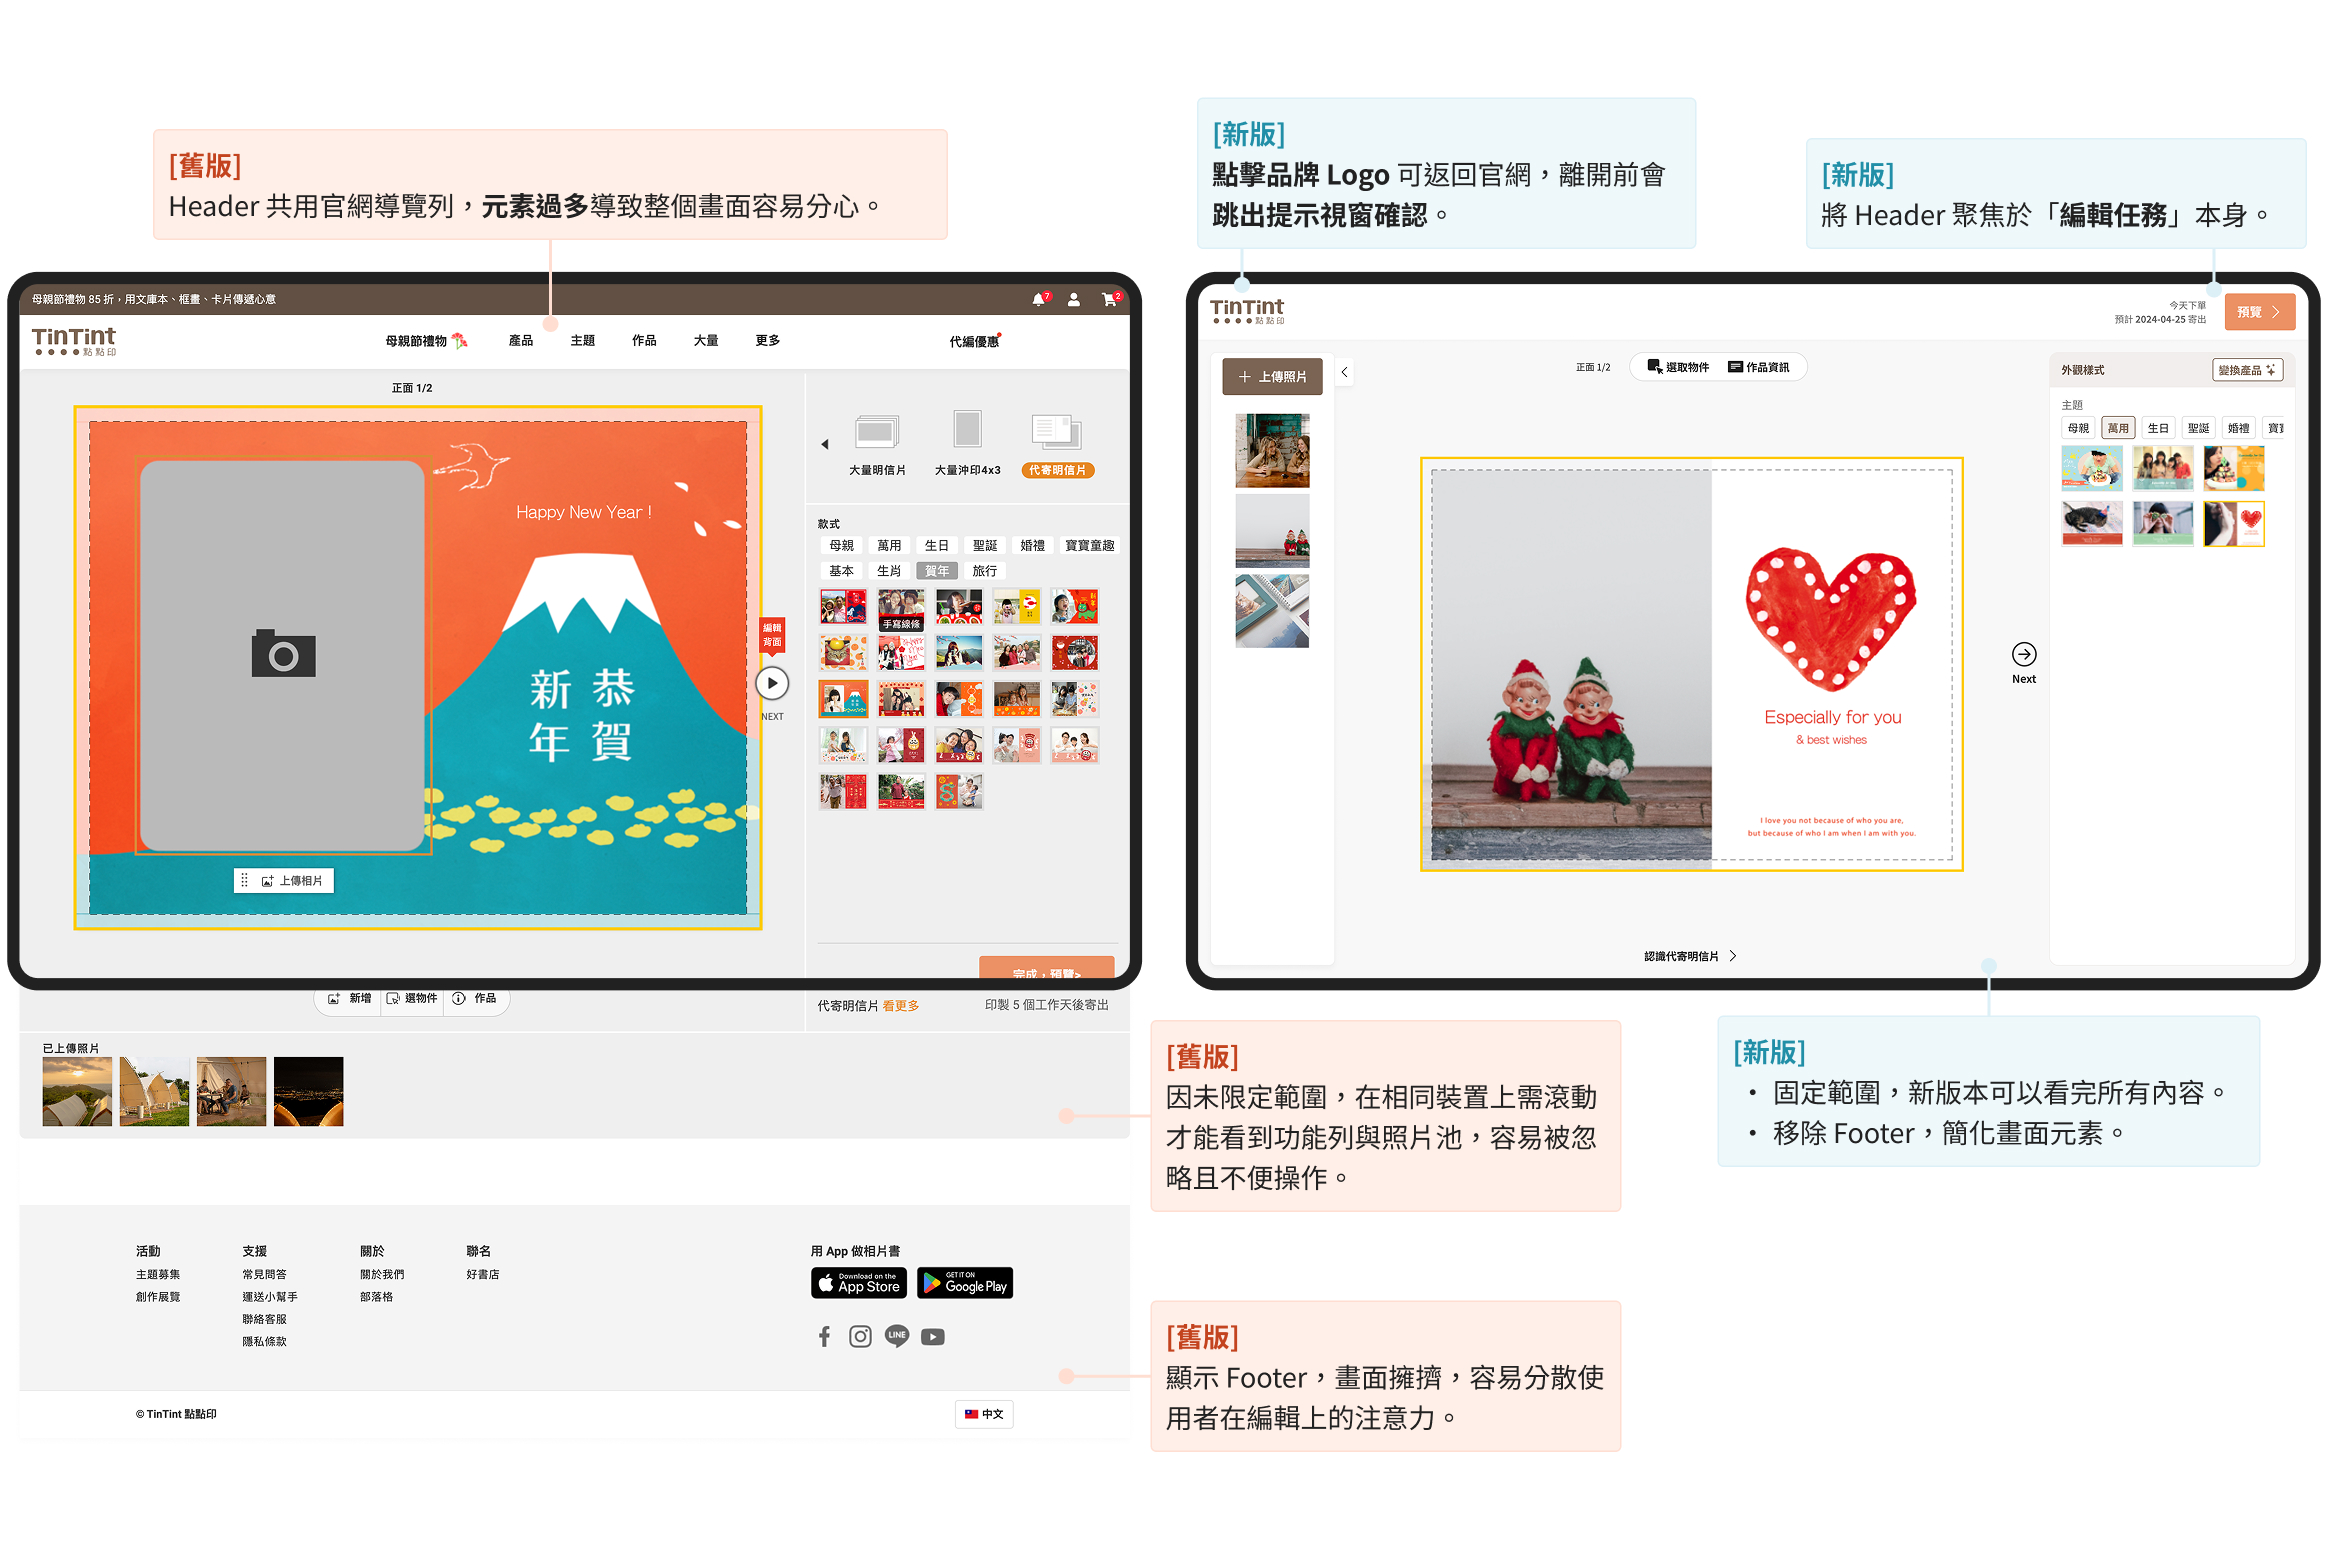 [舊版]
Header 共用官網導覽列，元素過多導致整個畫面容易分心。
[新版]
點擊品牌 Logo 可返回官網，離開前會
跳出提示視窗確認。
[新版]
將 Header 聚焦於「編輯任務」本身。
母親節禮物 85 折，用文庫本、框畫、卡片傳遞心意
7
2
TinTint
點點印
母親節禮物
產品
主題
作品
大量
更多
代編優惠
正面 1/2
Happy New Year !
恭賀
新年
上傳相片
編輯
背面
NEXT
大量明信片
大量沖印4x3
代寄明信片
款式
母親
萬用
生日
聖誕
婚禮
寶寶童趣
基本
生肖
賀年
旅行
手寫線條
完成，預覽>
新增
選物件
作品
代寄明信片 看更多
印製 5 個工作天後寄出
已上傳照片
活動
主題募集
創作展覽
支援
常見問答
運送小幫手
聯絡客服
隱私條款
關於
關於我們
部落格
聯名
好書店
用 App 做相片書
Download on the
App Store
GET IT ON
Google Play
LINE
© TinTint 點點印
中文
TinTint
點點印
今天下單
預計 2024-04-25 寄出
預覽
上傳照片
正面 1/2
選取物件
作品資訊
外觀樣式
變換產品
主題
母親
萬用
生日
聖誕
婚禮
Especially for you
& best wishes
I love you not because of who you are,
but because of who I am when I am with you.
Next
認識代寄明信片
[舊版]
因未限定範圍，在相同裝置上需滾動
才能看到功能列與照片池，容易被忽
略且不便操作。
[新版]
• 固定範圍，新版本可以看完所有內容。
• 移除 Footer，簡化畫面元素。
[舊版]
顯示 Footer，畫面擁擠，容易分散使
用者在編輯上的注意力。